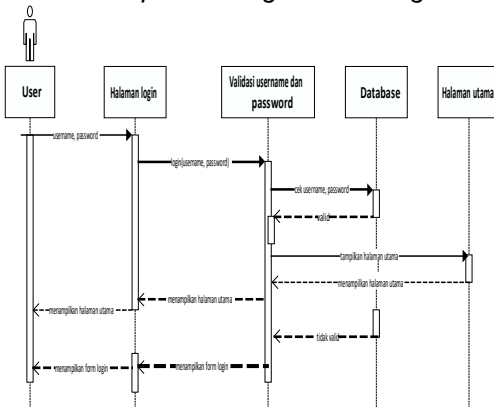 User
Halaman login
Validasi username dan
password
Database
Halaman utama
username, password
login(username, password)
cek username, password
valid
tampilkan halaman utama
menampilkan halaman utama
menampilkan halaman utama
menampilkan halaman utama
tidak valid
menampilkan form login
menampilkan form login